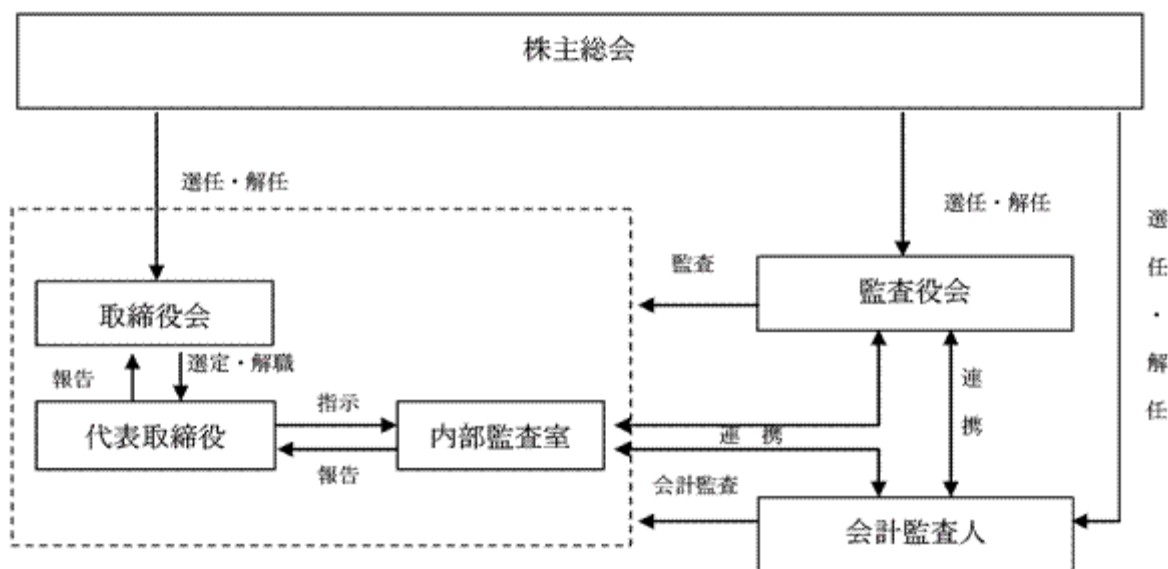 株主総会
選任・解任
選任・解任
選任・解任
監査
監査役会
取締役会
選定・解職
報告
連携
代表取締役
指示
内部監査室
連 携
報告
会計監査
会計監査人